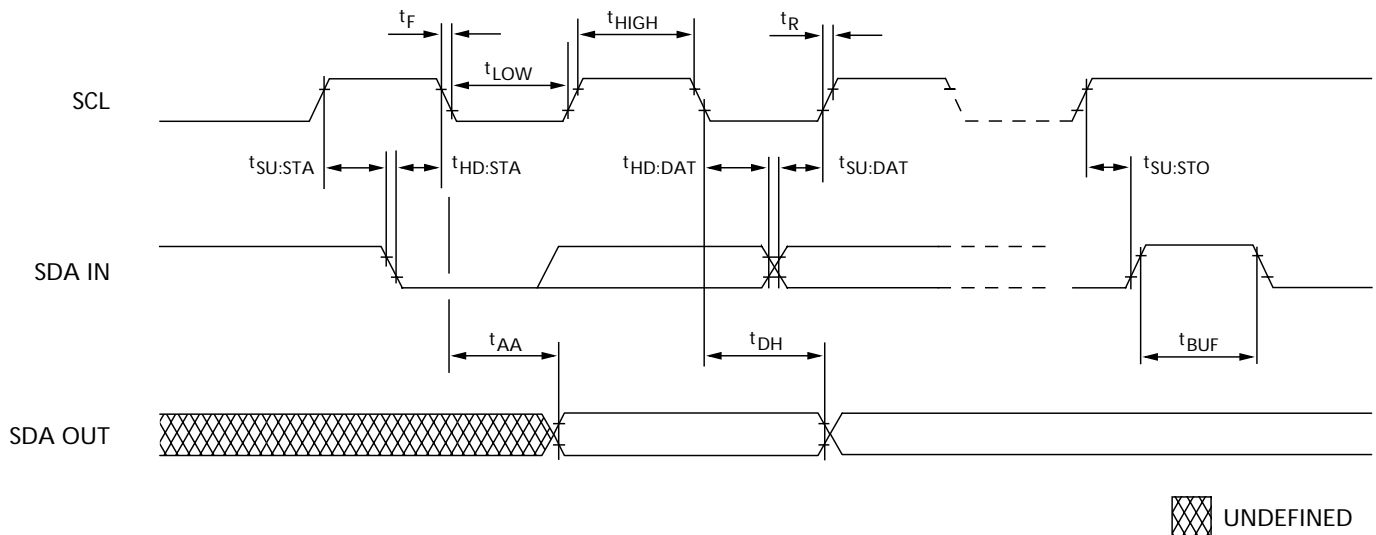 tF
tHIGH
tR
tLOW
SCL
tSU:STA
tHD:STA
tHD:DAT
tSU:DAT
tSU:STO
SDA IN
tAA
tDH
tBUF
SDA OUT
UNDEFINED